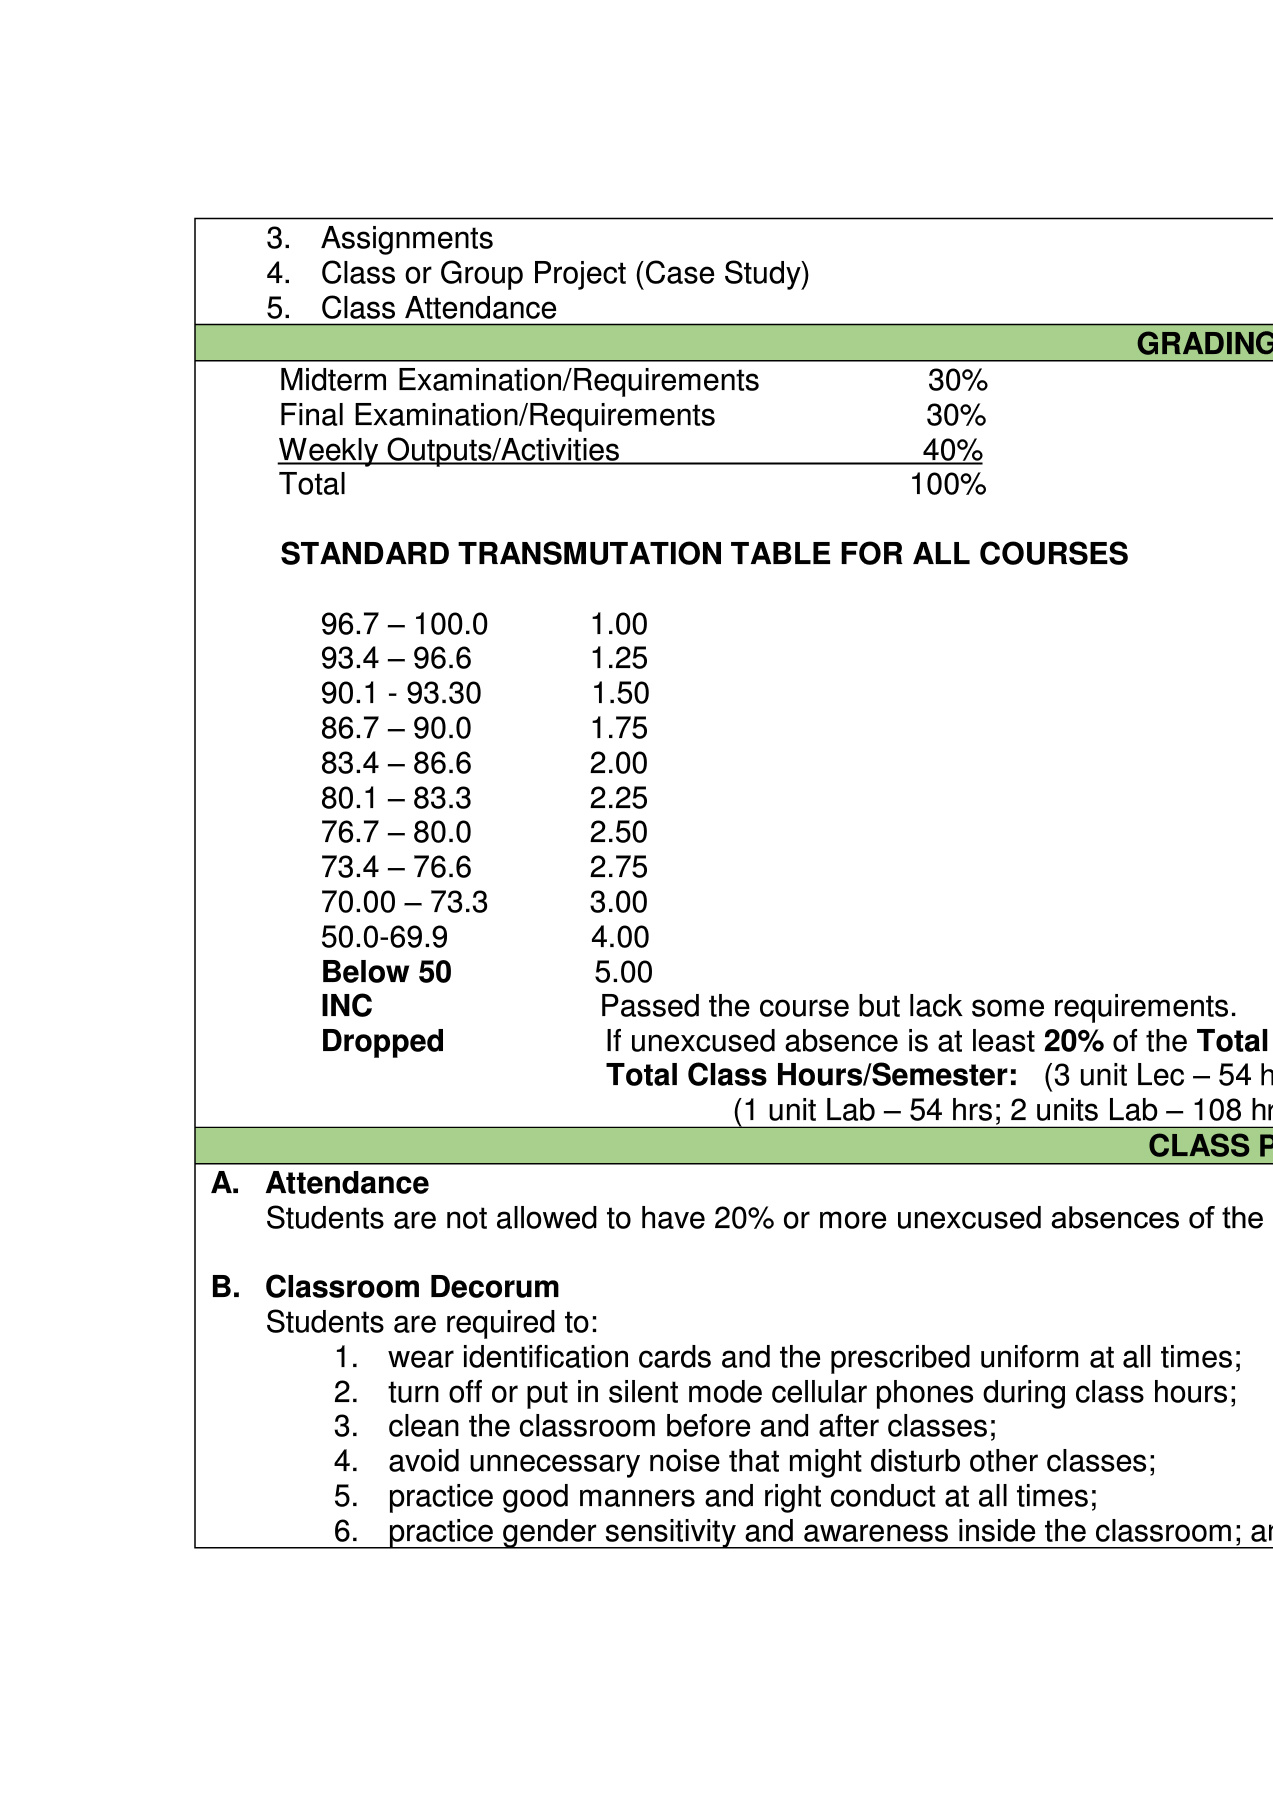 3. Assignments
4. Class or Group Project (Case Study)
5. Class Attendance
GRADING
Midterm Examination/Requirements 30%
Final Examination/Requirements 30%
Weekly Outputs/Activities 40%
Total 100%
STANDARD TRANSMUTATION TABLE FOR ALL COURSES
96.7 – 100.0 1.00
93.4 – 96.6 1.25
90.1 - 93.30 1.50
86.7 – 90.0 1.75
83.4 – 86.6 2.00
80.1 – 83.3 2.25
76.7 – 80.0 2.50
73.4 – 76.6 2.75
70.00 – 73.3 3.00
50.0-69.9 4.00
Below 50 5.00
INC Passed the course but lack some requirements.
Dropped If unexcused absence is at least 20% of the Total
Total Class Hours/Semester: (3 unit Lec – 54 h
(1 unit Lab – 54 hrs; 2 units Lab – 108 hr
CLASS P
A. Attendance
Students are not allowed to have 20% or more unexcused absences of the
B. Classroom Decorum
Students are required to:
1. wear identification cards and the prescribed uniform at all times;
2. turn off or put in silent mode cellular phones during class hours;
3. clean the classroom before and after classes;
4. avoid unnecessary noise that might disturb other classes;
5. practice good manners and right conduct at all times;
6. practice gender sensitivity and awareness inside the classroom; an